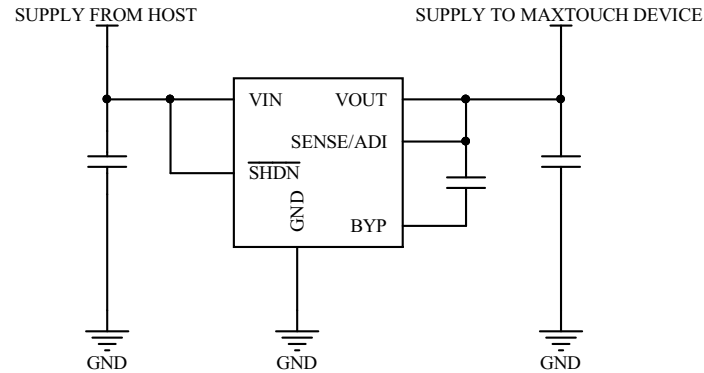 SUPPLY FROM HOST
SUPPLY TO MAXTOUCH DEVICE
VIN
VOUT
SENSE/ADI
SHDN
GND
BYP
GND
GND
GND